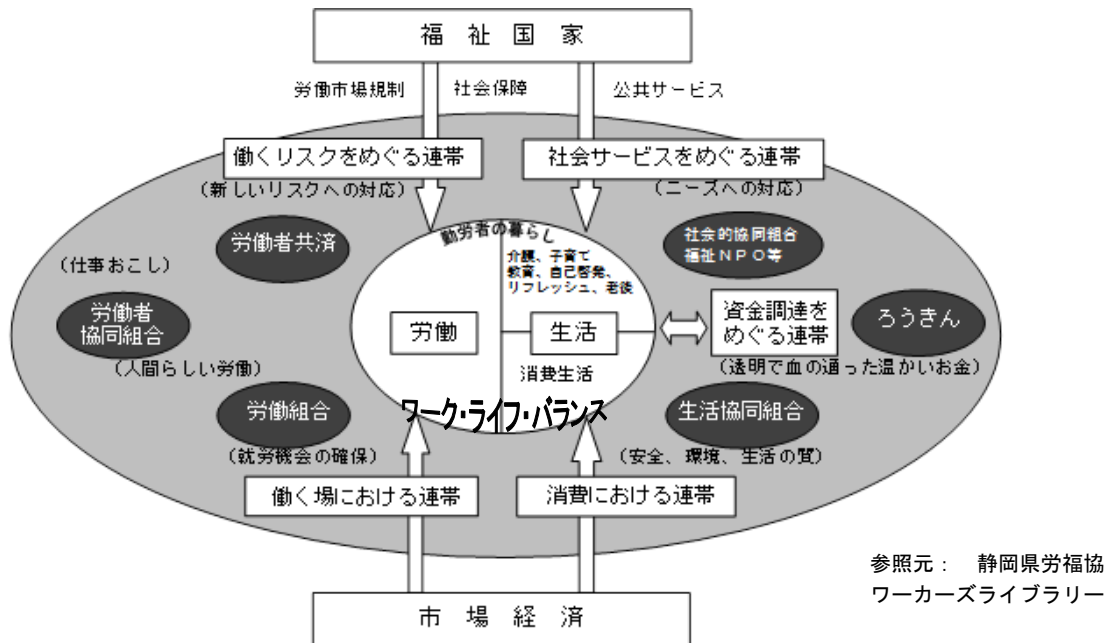 福祉国家
労働市場規制
社会保障
公共サービス
働くリスクをめぐる連帯
社会サービスをめぐる連帯
(新しいリスクへの対応)
(ニーズへの対応)
労働者共済
勤労者の暮らし
介護、子育て
教育、自己啓発、
リフレッシュ、老後
社会的協同組合
福祉NPO等
(仕事おこし)
労働者
協同組合
(人間らしい労働)
労働
生活
消費生活
資金調達を
めぐる連帯
ろうきん
(透明で血の通った温かいお金)
労働組合
ワーク・ライフ・バランス
生活協同組合
(就労機会の確保)
(安全、環境、生活の質)
働く場における連帯
消費における連帯
市場経済
参照元: 静岡県労福協
ワーカーズライブラリー